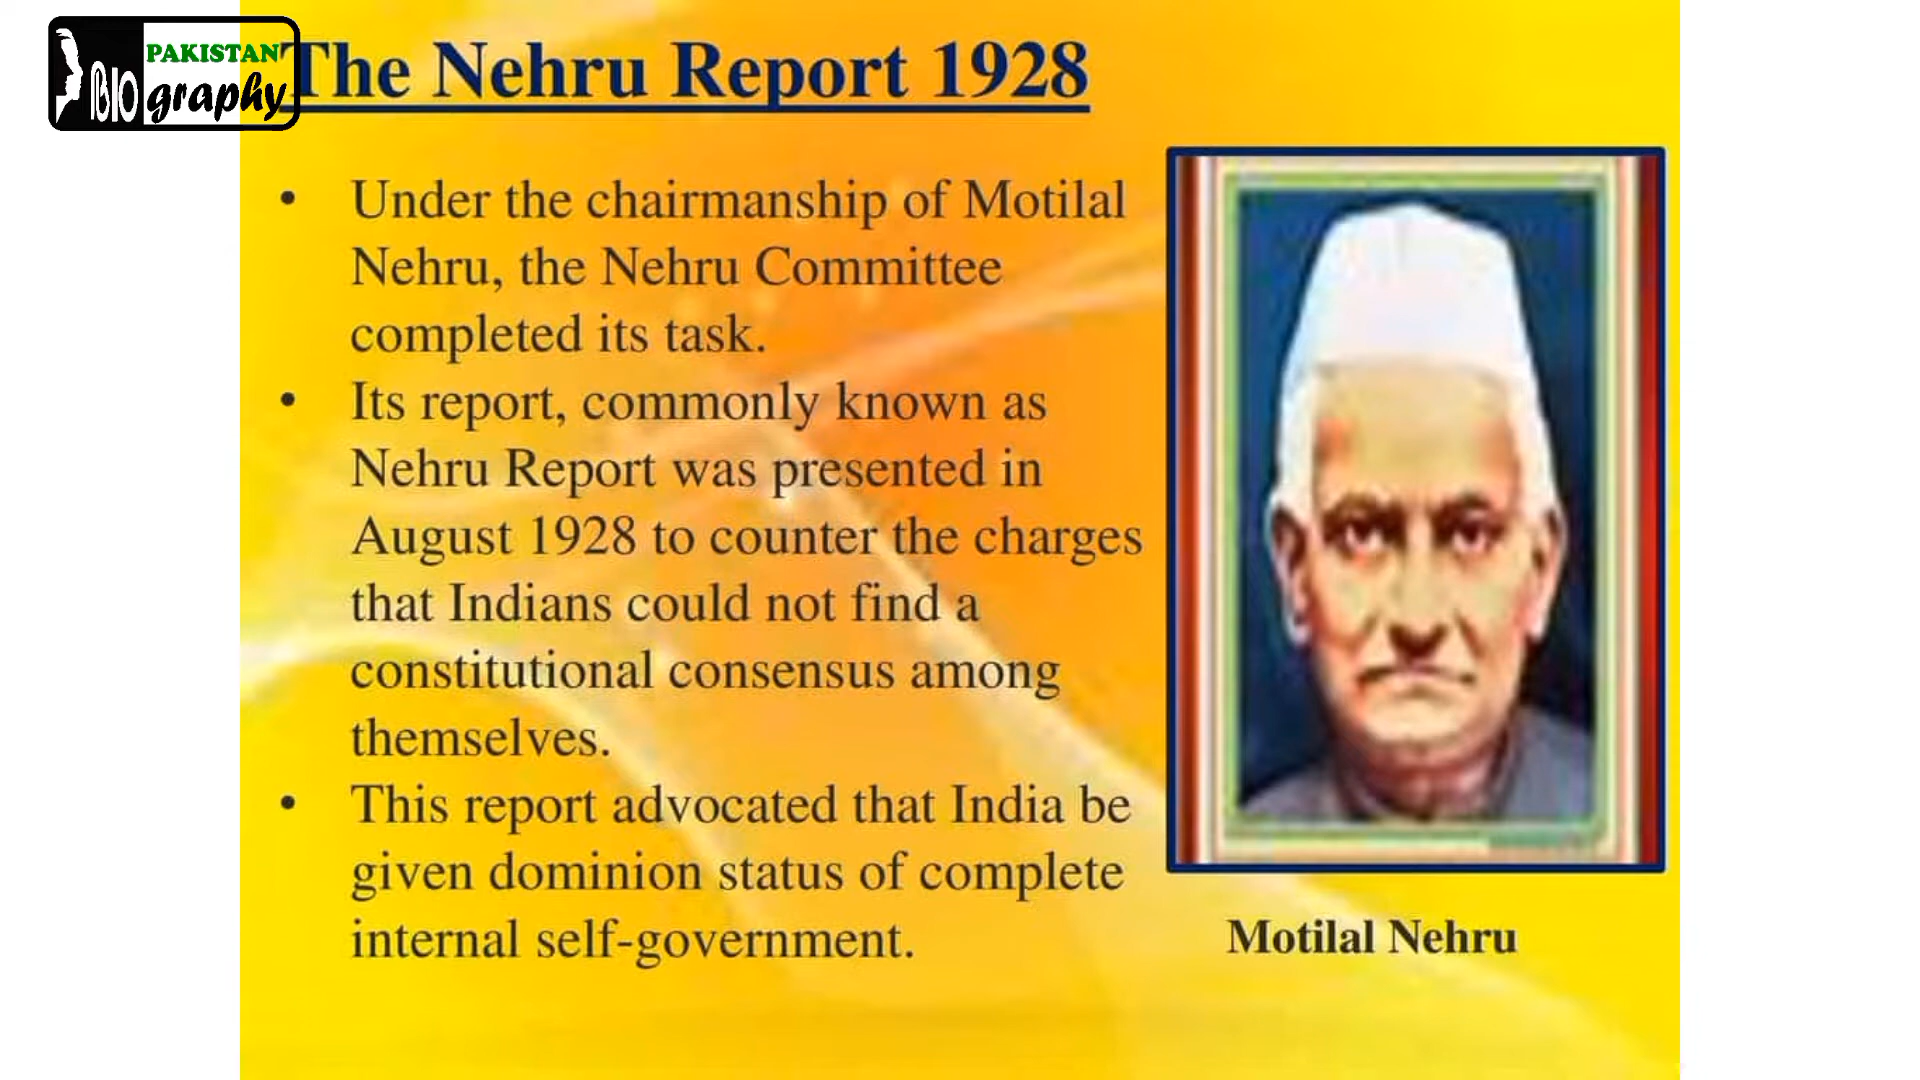 PAKISTAN
BIOgraphy
The Nehru Report 1928
• Under the chairmanship of Motilal
Nehru, the Nehru Committee
completed its task.
• Its report, commonly known as
Nehru Report was presented in
August 1928 to counter the charges
that Indians could not find a
constitutional consensus among
themselves.
• This report advocated that India be
given dominion status of complete
internal self-government.
Motilal Nehru